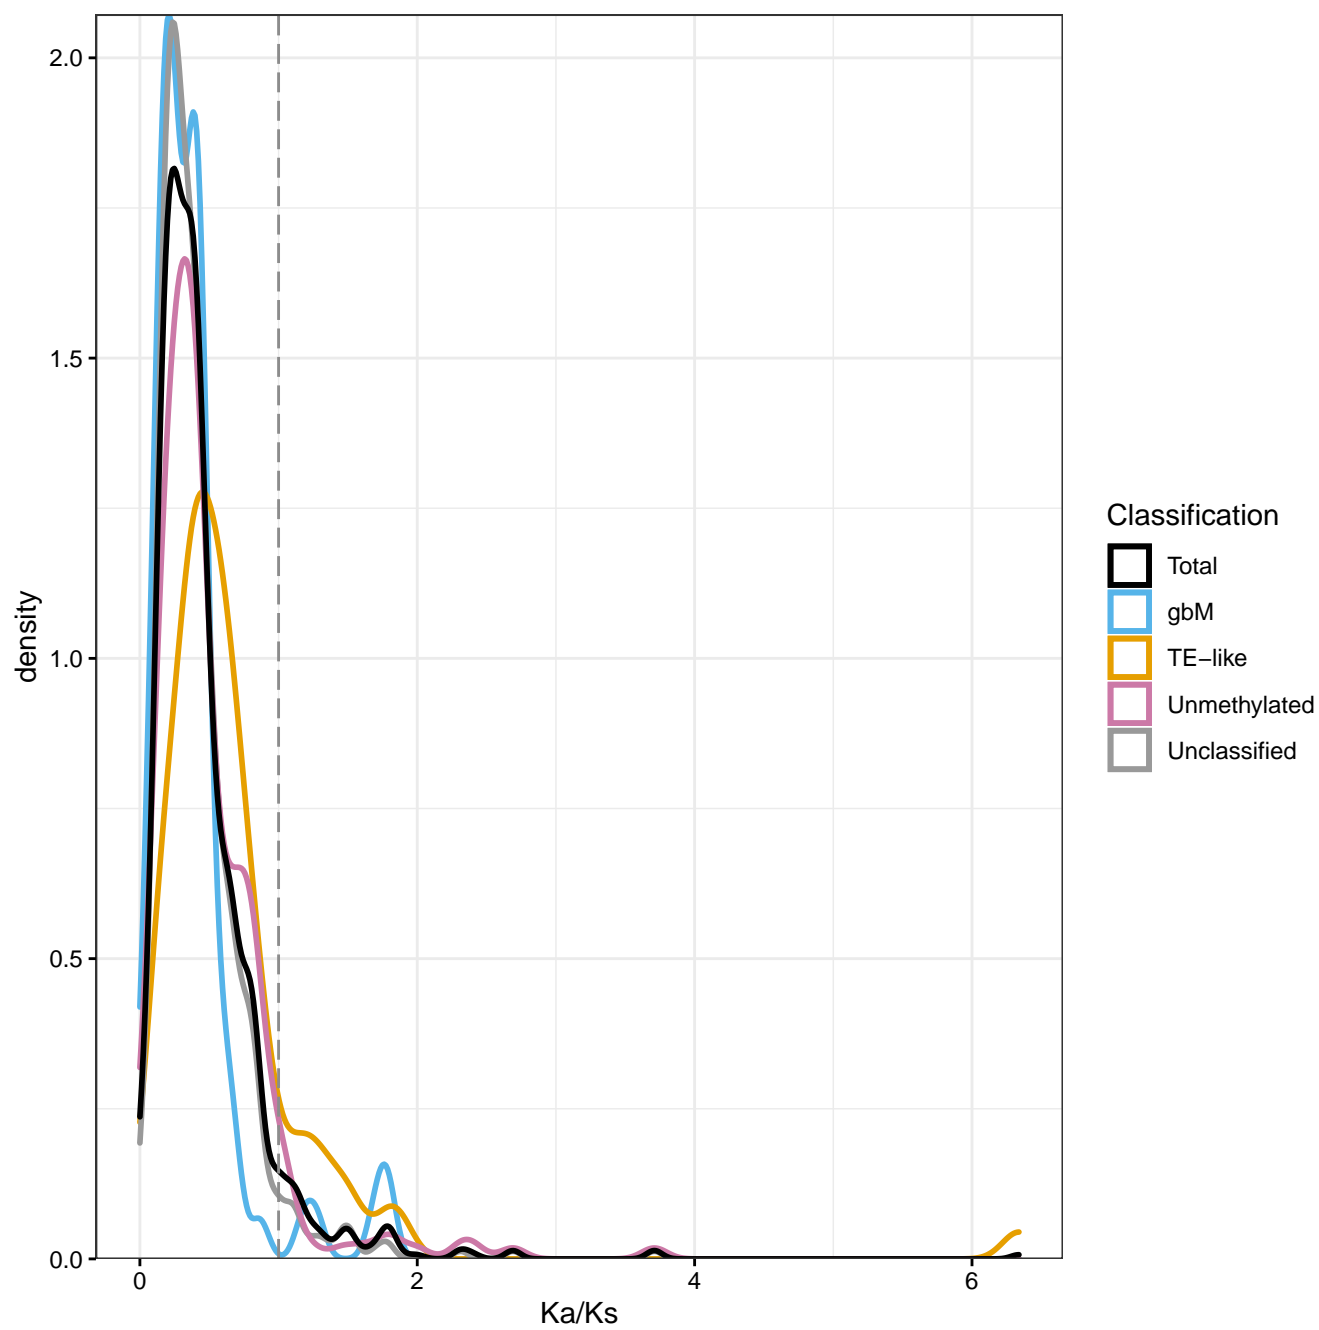 2.0
1.5
1.0
0.5
0.0
density
0
2
4
6
Ka/Ks
Classification
Total
gbM
TE−like
Unmethylated
Unclassified